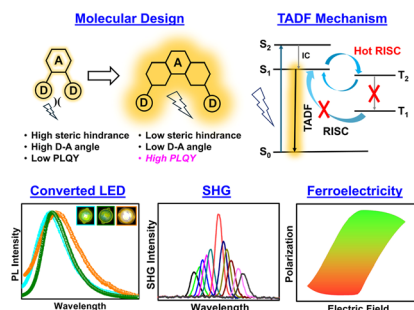 Molecular Design
A
D
D
A
D
D
• High steric hindrance
• High D-A angle
• Low PLQY
• Low steric hindrance
• Low D-A angle
• High PLQY
TADF Mechanism
S2
IC
S1
Hot RISC
T2
T1
TADF
RISC
S0
Converted LED
PL Intensity
Wavelength
SHG
SHG Intensity
Wavelength
Ferroelectricity
Polarization
Electric Field